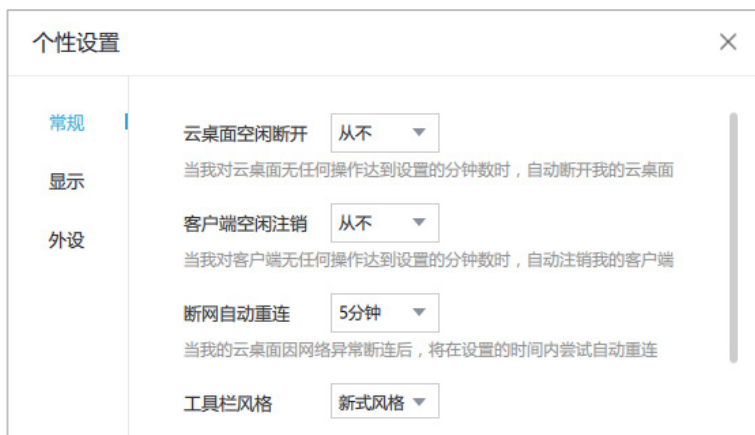 个性设置
常规
云桌面空闲断开 从不
当我对云桌面无任何操作达到设置的分钟数时，自动断开我的云桌面
显示
客户端空闲注销 从不
外设
当我对客户端无任何操作达到设置的分钟数时，自动注销我的客户端
断网自动重连 5分钟
当我的云桌面因网络异常断连后，将在设置的时间内尝试自动重连
工具栏风格 新式风格